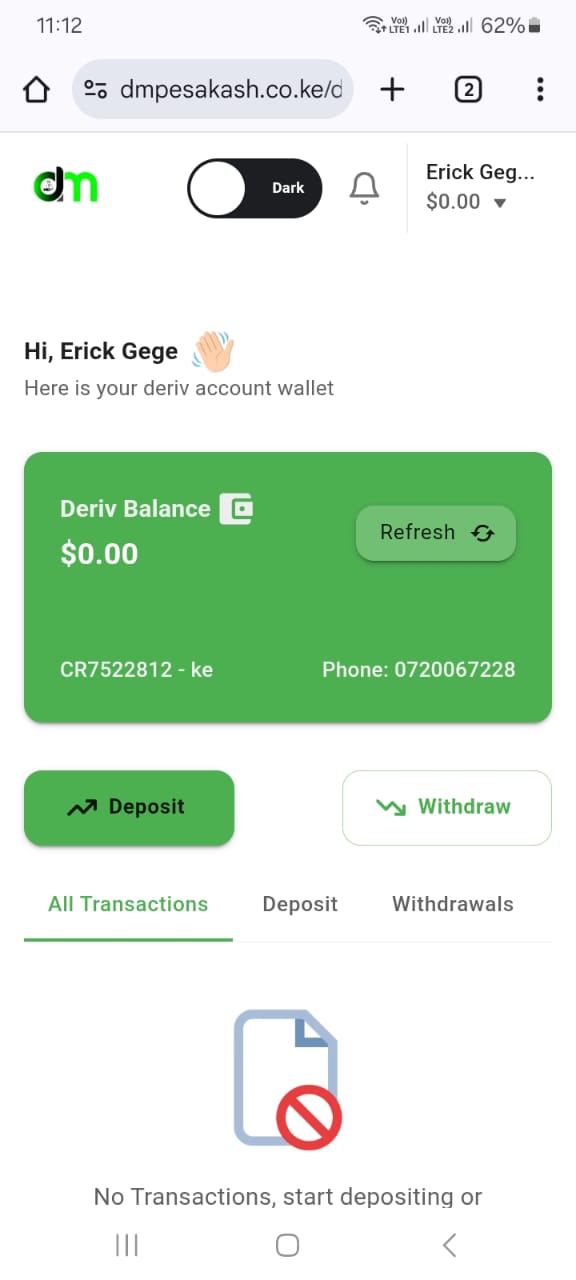 11:12
Vo)) LTE1 Vo)) LTE2 62%
dmpesakash.co.ke/d
2
dm
Dark
Erick Geg...
$0.00
Hi, Erick Gege
Here is your deriv account wallet
Deriv Balance
$0.00
Refresh
CR7522812 - ke
Phone: 0720067228
Deposit
Withdraw
All Transactions
Deposit
Withdrawals
No Transactions, start depositing or